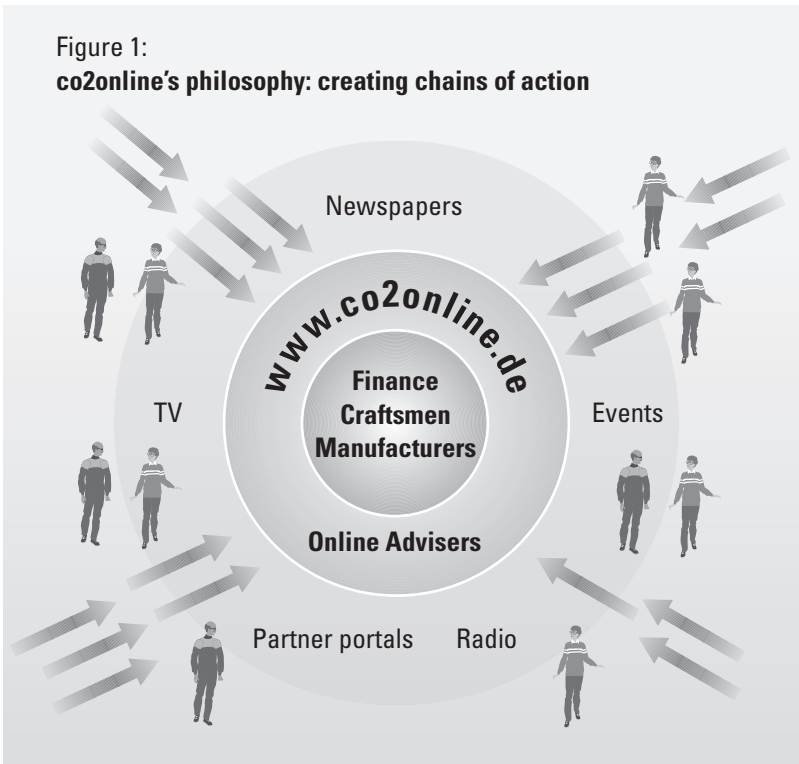 Figure 1:
co2online's philosophy: creating chains of action
Newspapers
www.co2online.de
Finance
Craftsmen
Manufacturers
TV
Events
Online Advisers
Partner portals
Radio